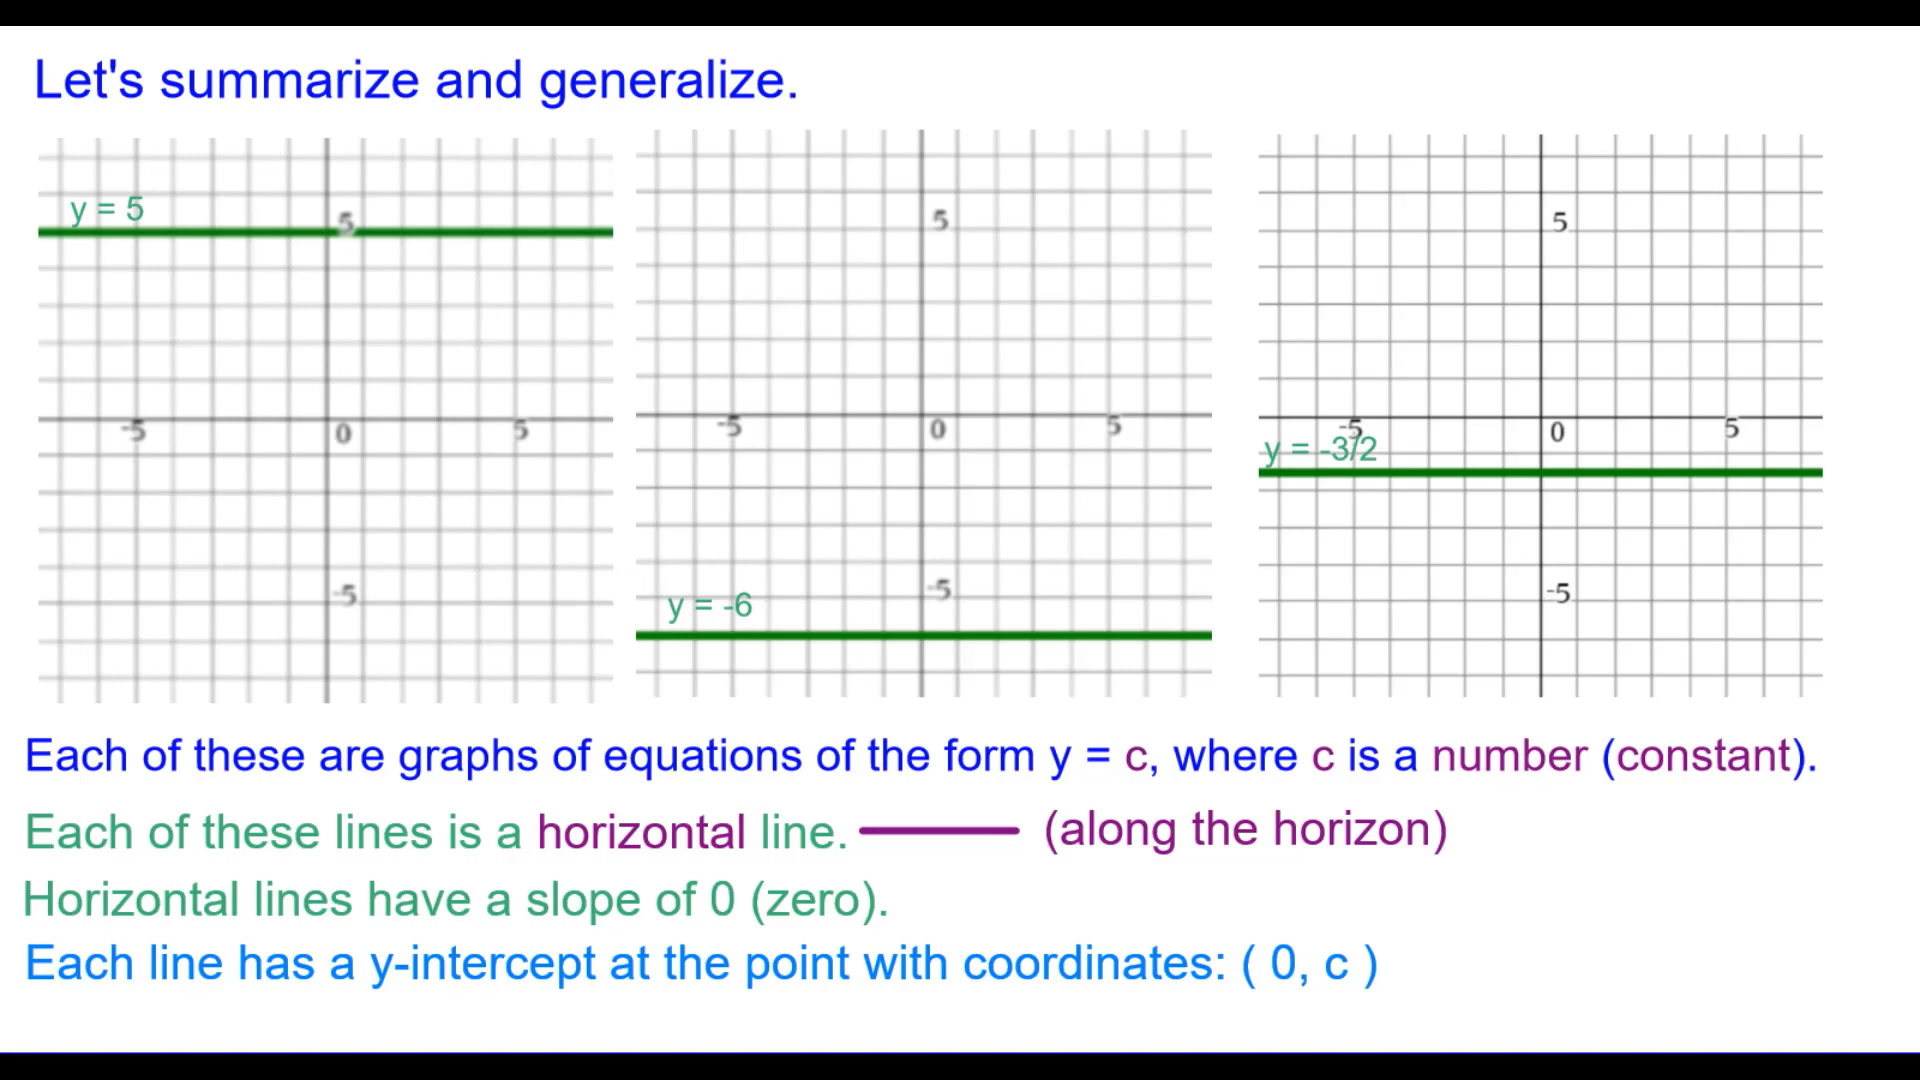 Let's summarize and generalize.
y = 5
5
-5
0
5
-5
5
-5
0
5
-5
y = -6
5
-5
0
5
y = -3/2
-5
Each of these are graphs of equations of the form y = c, where c is a number (constant).
Each of these lines is a horizontal line. (along the horizon)
Horizontal lines have a slope of 0 (zero).
Each line has a y-intercept at the point with coordinates: ( 0, c )